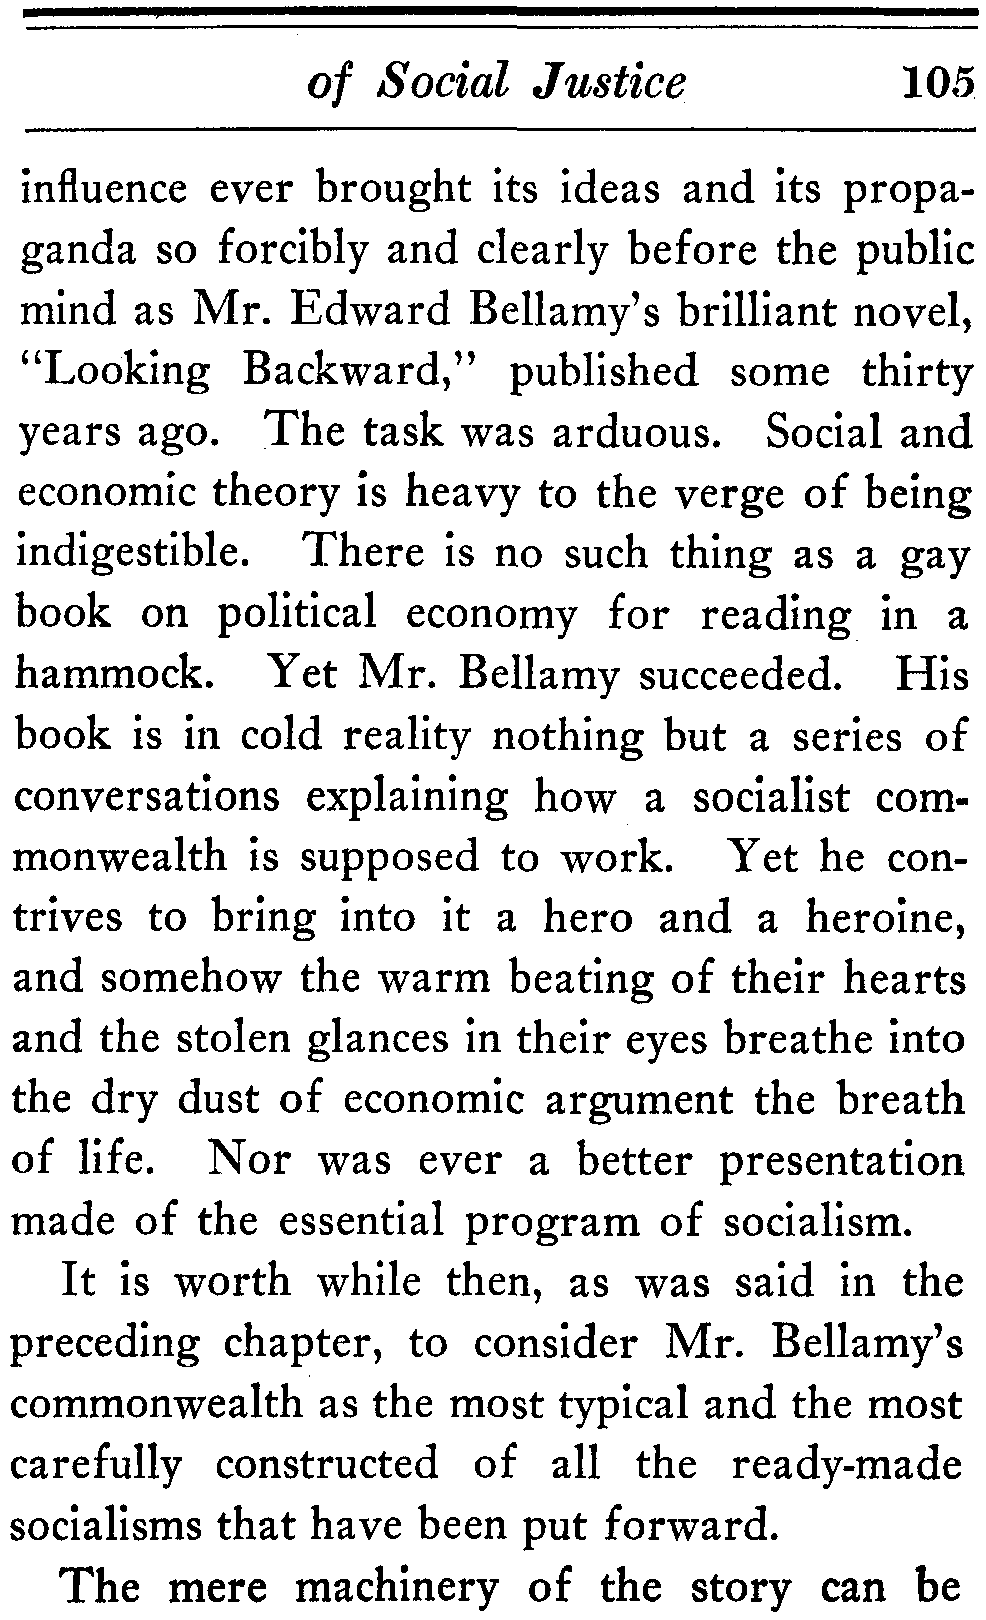 of Social Justice 105
influence ever brought its ideas and its propa-
ganda so forcibly and clearly before the public
mind as Mr. Edward Bellamy's brilliant novel,
"Looking Backward," published some thirty
years ago. The task was arduous. Social and
economic theory is heavy to the verge of being
indigestible. There is no such thing as a gay
book on political economy for reading in a
hammock. Yet Mr. Bellamy succeeded. His
book is in cold reality nothing but a series of
conversations explaining how a socialist com-
monwealth is supposed to work. Yet he con-
trives to bring into it a hero and a heroine,
and somehow the warm beating of their hearts
and the stolen glances in their eyes breathe into
the dry dust of economic argument the breath
of life. Nor was ever a better presentation
made of the essential program of socialism.
It is worth while then, as was said in the
preceding chapter, to consider Mr. Bellamy's
commonwealth as the most typical and the most
carefully constructed of all the ready-made
socialisms that have been put forward.
The mere machinery of the story can be